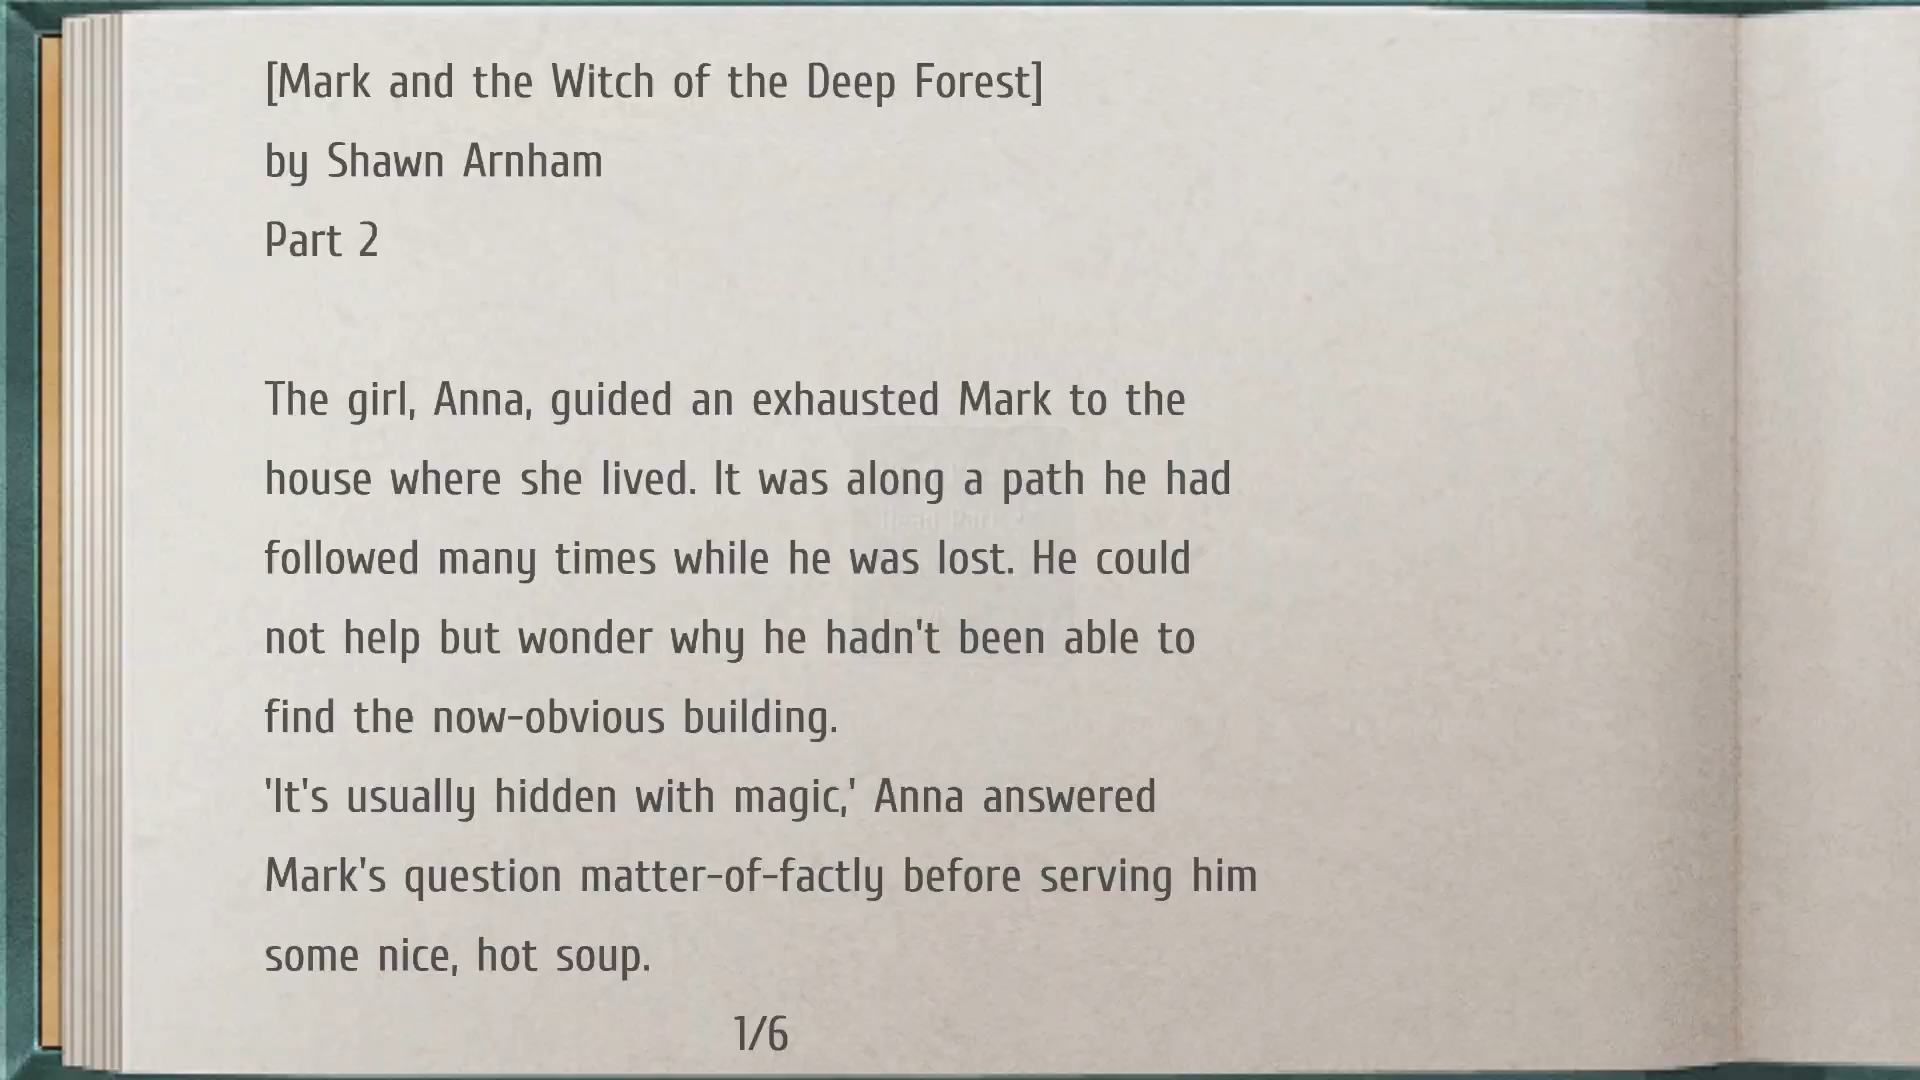 [Mark and the Witch of the Deep Forest]
by Shawn Arnham
Part 2
The girl, Anna, guided an exhausted Mark to the
house where she lived. It was along a path he had
followed many times while he was lost. He could
not help but wonder why he hadn't been able to
find the now-obvious building.
'It's usually hidden with magic,' Anna answered
Mark's question matter-of-factly before serving him
some nice, hot soup.
1/6